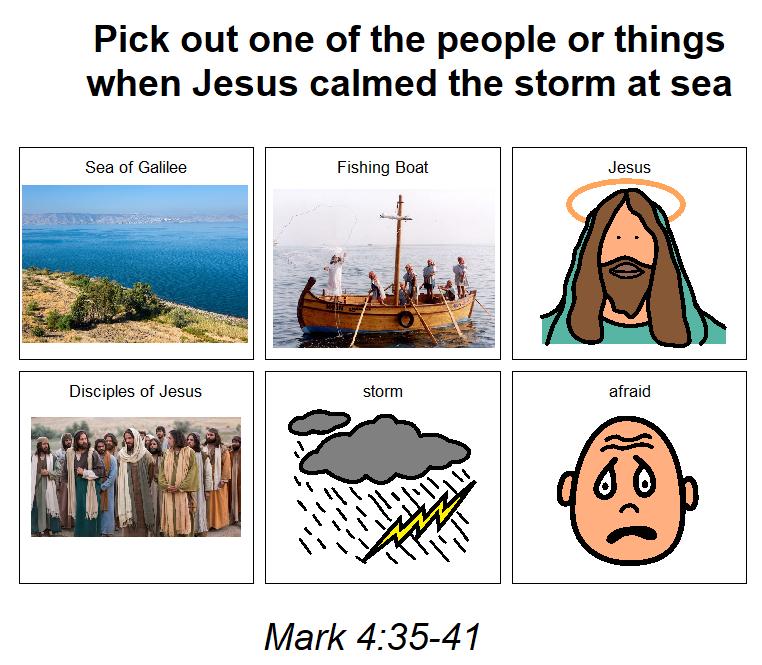 Pick out one of the people or things
when Jesus calmed the storm at sea
Sea of Galilee
Fishing Boat
Jesus
Disciples of Jesus
storm
afraid
Mark 4:35-41